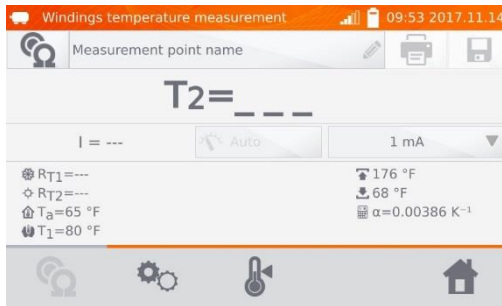 Windings temperature measurement 09:53 2017.11.14
Measurement point name
T2=_ _ _
I = --- Auto 1 mA
RT1=--- 176 °F
RT2=--- 68 °F
Ta=65 °F α=0.00386 K⁻¹
T1=80 °F